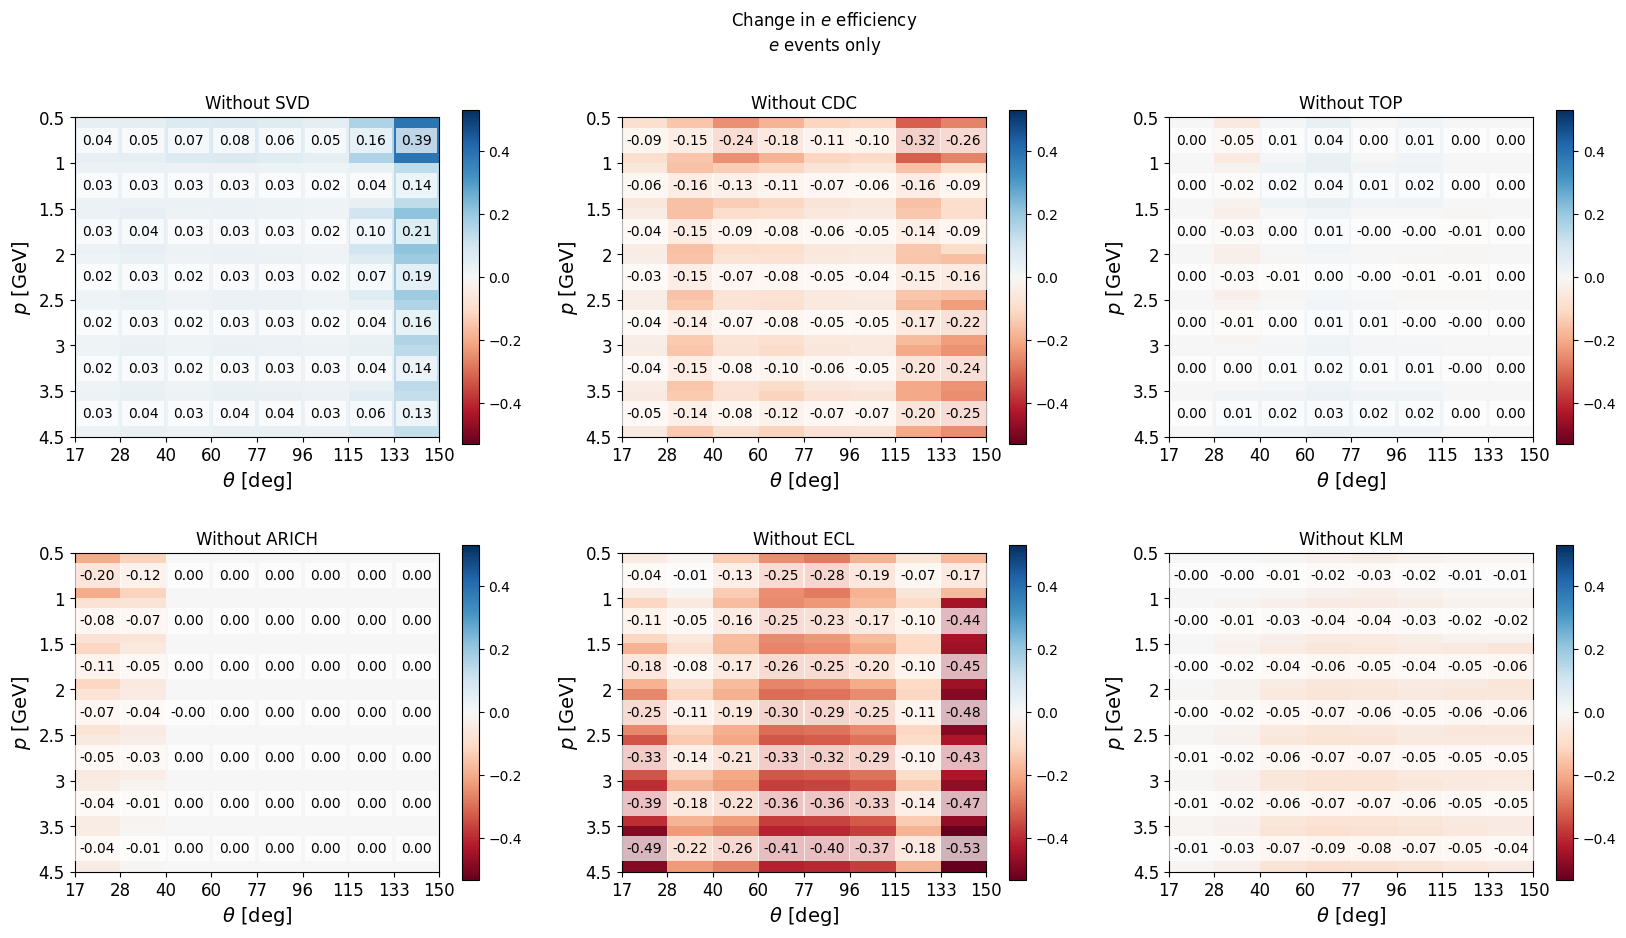 Change in e efficiency
e events only
Without SVD
0.5 0.04 0.05 0.07 0.08 0.06 0.05 0.16 0.39
1 0.03 0.03 0.03 0.03 0.03 0.02 0.04 0.14
1.5 0.03 0.04 0.03 0.03 0.03 0.02 0.10 0.21
2 0.02 0.03 0.02 0.03 0.03 0.02 0.07 0.19
2.5 0.02 0.03 0.02 0.03 0.03 0.02 0.04 0.16
3 0.02 0.03 0.02 0.03 0.03 0.03 0.04 0.14
3.5 0.03 0.04 0.03 0.04 0.04 0.03 0.06 0.13
4.5
17 28 40 60 77 96 115 133 150
θ [deg]
p [GeV]
0.4
0.2
0.0
−0.2
−0.4
Without CDC
0.5 -0.09 -0.15 -0.24 -0.18 -0.11 -0.10 -0.32 -0.26
1 -0.06 -0.16 -0.13 -0.11 -0.07 -0.06 -0.16 -0.09
1.5 -0.04 -0.15 -0.09 -0.08 -0.06 -0.05 -0.14 -0.09
2 -0.03 -0.15 -0.07 -0.08 -0.05 -0.04 -0.15 -0.16
2.5 -0.04 -0.14 -0.07 -0.08 -0.05 -0.05 -0.17 -0.22
3 -0.04 -0.15 -0.08 -0.10 -0.06 -0.05 -0.20 -0.24
3.5 -0.05 -0.14 -0.08 -0.12 -0.07 -0.07 -0.20 -0.25
4.5
17 28 40 60 77 96 115 133 150
θ [deg]
p [GeV]
0.4
0.2
0.0
−0.2
−0.4
Without TOP
0.5 0.00 -0.05 0.01 0.04 0.00 0.01 0.00 0.00
1 0.00 -0.02 0.02 0.04 0.01 0.02 0.00 0.00
1.5 0.00 -0.03 0.00 0.01 -0.00 -0.00 -0.01 0.00
2 0.00 -0.03 -0.01 0.00 -0.00 -0.01 -0.01 0.00
2.5 0.00 -0.01 0.00 0.01 0.01 -0.00 -0.00 0.00
3 0.00 0.00 0.01 0.02 0.01 0.01 -0.00 0.00
3.5 0.00 0.01 0.02 0.03 0.02 0.02 0.00 0.00
4.5
17 28 40 60 77 96 115 133 150
θ [deg]
p [GeV]
0.4
0.2
0.0
−0.2
−0.4
Without ARICH
0.5 -0.20 -0.12 0.00 0.00 0.00 0.00 0.00 0.00
1 -0.08 -0.07 0.00 0.00 0.00 0.00 0.00 0.00
1.5 -0.11 -0.05 0.00 0.00 0.00 0.00 0.00 0.00
2 -0.07 -0.04 -0.00 0.00 0.00 0.00 0.00 0.00
2.5 -0.05 -0.03 0.00 0.00 0.00 0.00 0.00 0.00
3 -0.04 -0.01 0.00 0.00 0.00 0.00 0.00 0.00
3.5 -0.04 -0.01 0.00 0.00 0.00 0.00 0.00 0.00
4.5
17 28 40 60 77 96 115 133 150
θ [deg]
p [GeV]
0.4
0.2
0.0
−0.2
−0.4
Without ECL
0.5 -0.04 -0.01 -0.13 -0.25 -0.28 -0.19 -0.07 -0.17
1 -0.11 -0.05 -0.16 -0.25 -0.23 -0.17 -0.10 -0.44
1.5 -0.18 -0.08 -0.17 -0.26 -0.25 -0.20 -0.10 -0.45
2 -0.25 -0.11 -0.19 -0.30 -0.29 -0.25 -0.11 -0.48
2.5 -0.33 -0.14 -0.21 -0.33 -0.32 -0.29 -0.10 -0.43
3 -0.39 -0.18 -0.22 -0.36 -0.36 -0.33 -0.14 -0.47
3.5 -0.49 -0.22 -0.26 -0.41 -0.40 -0.37 -0.18 -0.53
4.5
17 28 40 60 77 96 115 133 150
θ [deg]
p [GeV]
0.4
0.2
0.0
−0.2
−0.4
Without KLM
0.5 -0.00 -0.00 -0.01 -0.02 -0.03 -0.02 -0.01 -0.01
1 -0.00 -0.01 -0.03 -0.04 -0.04 -0.03 -0.02 -0.02
1.5 -0.00 -0.02 -0.04 -0.06 -0.05 -0.04 -0.05 -0.06
2 -0.00 -0.02 -0.05 -0.07 -0.06 -0.05 -0.06 -0.06
2.5 -0.01 -0.02 -0.06 -0.07 -0.07 -0.05 -0.05 -0.05
3 -0.01 -0.02 -0.06 -0.07 -0.07 -0.06 -0.05 -0.05
3.5 -0.01 -0.03 -0.07 -0.09 -0.08 -0.07 -0.05 -0.04
4.5
17 28 40 60 77 96 115 133 150
θ [deg]
p [GeV]
0.4
0.2
0.0
−0.2
−0.4